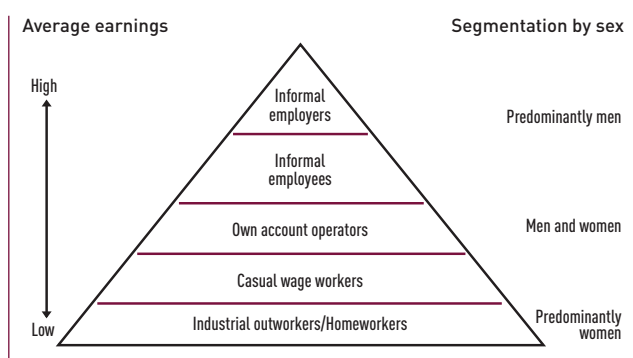 Average earnings
Segmentation by sex
High
Informal
employers
Predominantly men
Informal
employees
Own account operators
Men and women
Casual wage workers
Industrial outworkers/Homeworkers
Low
Predominantly
women